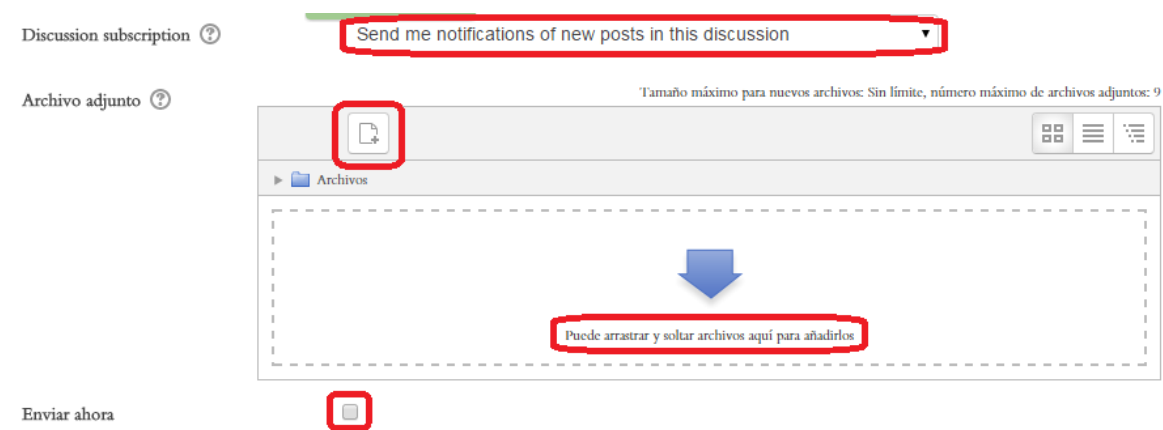 Discussion subscription ?
Send me notifications of new posts in this discussion
Archivo adjunto ?
Tamaño máximo para nuevos archivos: Sin límite, número máximo de archivos adjuntos: 9
Archivos
Puede arrastrar y soltar archivos aquí para añadirlos
Enviar ahora